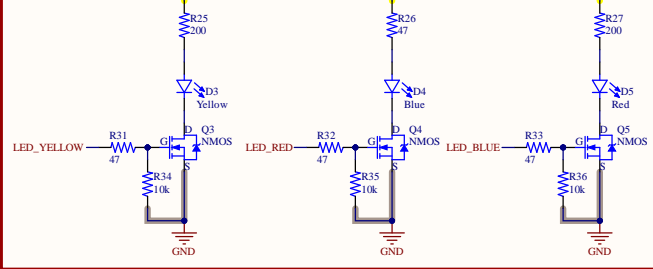 R25
200
R26
47
R27
200
D3
Yellow
D4
Blue
D5
Red
D
Q3
NMOS
G
S
D
Q4
NMOS
G
S
D
Q5
NMOS
G
S
LED_YELLOW
R31
47
LED_RED
R32
47
LED_BLUE
R33
47
R34
10k
R35
10k
R36
10k
GND
GND
GND